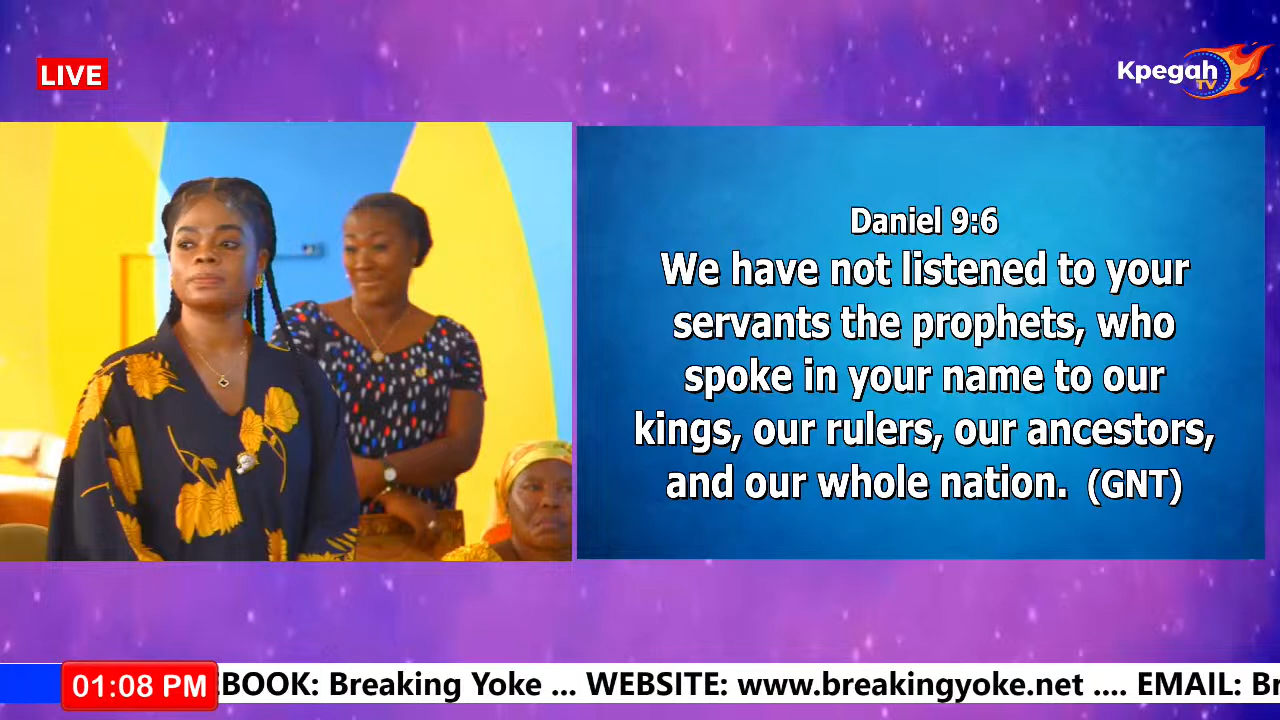 LIVE
Kpegah
TV
Daniel 9:6
We have not listened to your
servants the prophets, who
spoke in your name to our
kings, our rulers, our ancestors,
and our whole nation. (GNT)
01:08 PM
EBOOK: Breaking Yoke ... WEBSITE: www.breakingyoke.net .... EMAIL: Br